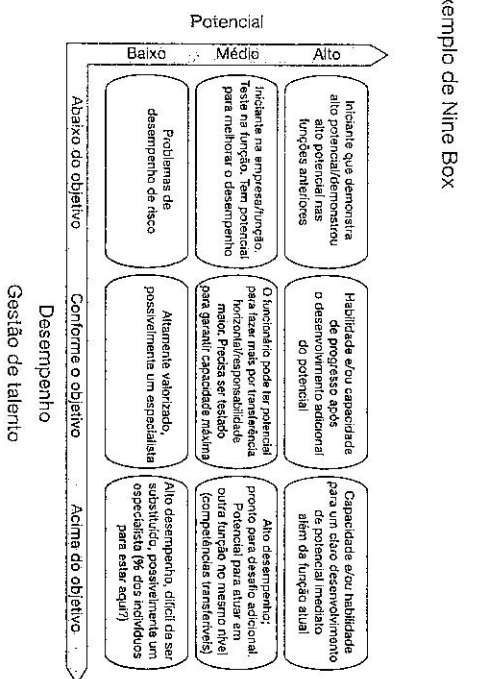 xemplo de Nine Box
Potencial
Baixo
Médio
Alto
Iniciante que demonstra
alto potencial/demonstrou
alto potencial nas
funções anteriores
Habilidade e/ou capacidade
de progresso após
o desenvolvimento adicional
do potencial
Capacidade e/ou habilidade
para um claro desenvolvimento
de potencial imediato
além da função atual
Iniciante na empresa/função.
Teste na função. Tem potencial
para melhorar o desempenho
O funcionário pode ter potencial
para fazer mais por transferência
horizontal/responsabilidade
maior. Precisa ser testado
para garantir capacidade máxima
Alto desempenho;
pronto para desafio adicional.
Potencial para atuar em
outra função no mesmo nível
(competências transferíveis)
Problemas de
desempenho de risco
Altamente valorizado,
possivelmente um especialista
Alto desempenho, difícil de ser
substituído, possivelmente um
especialista (% dos indivíduos
para estar aqui?)
Abaixo do objetivo
Conforme o objetivo
Acima do objetivo
Desempenho
Gestão de talento